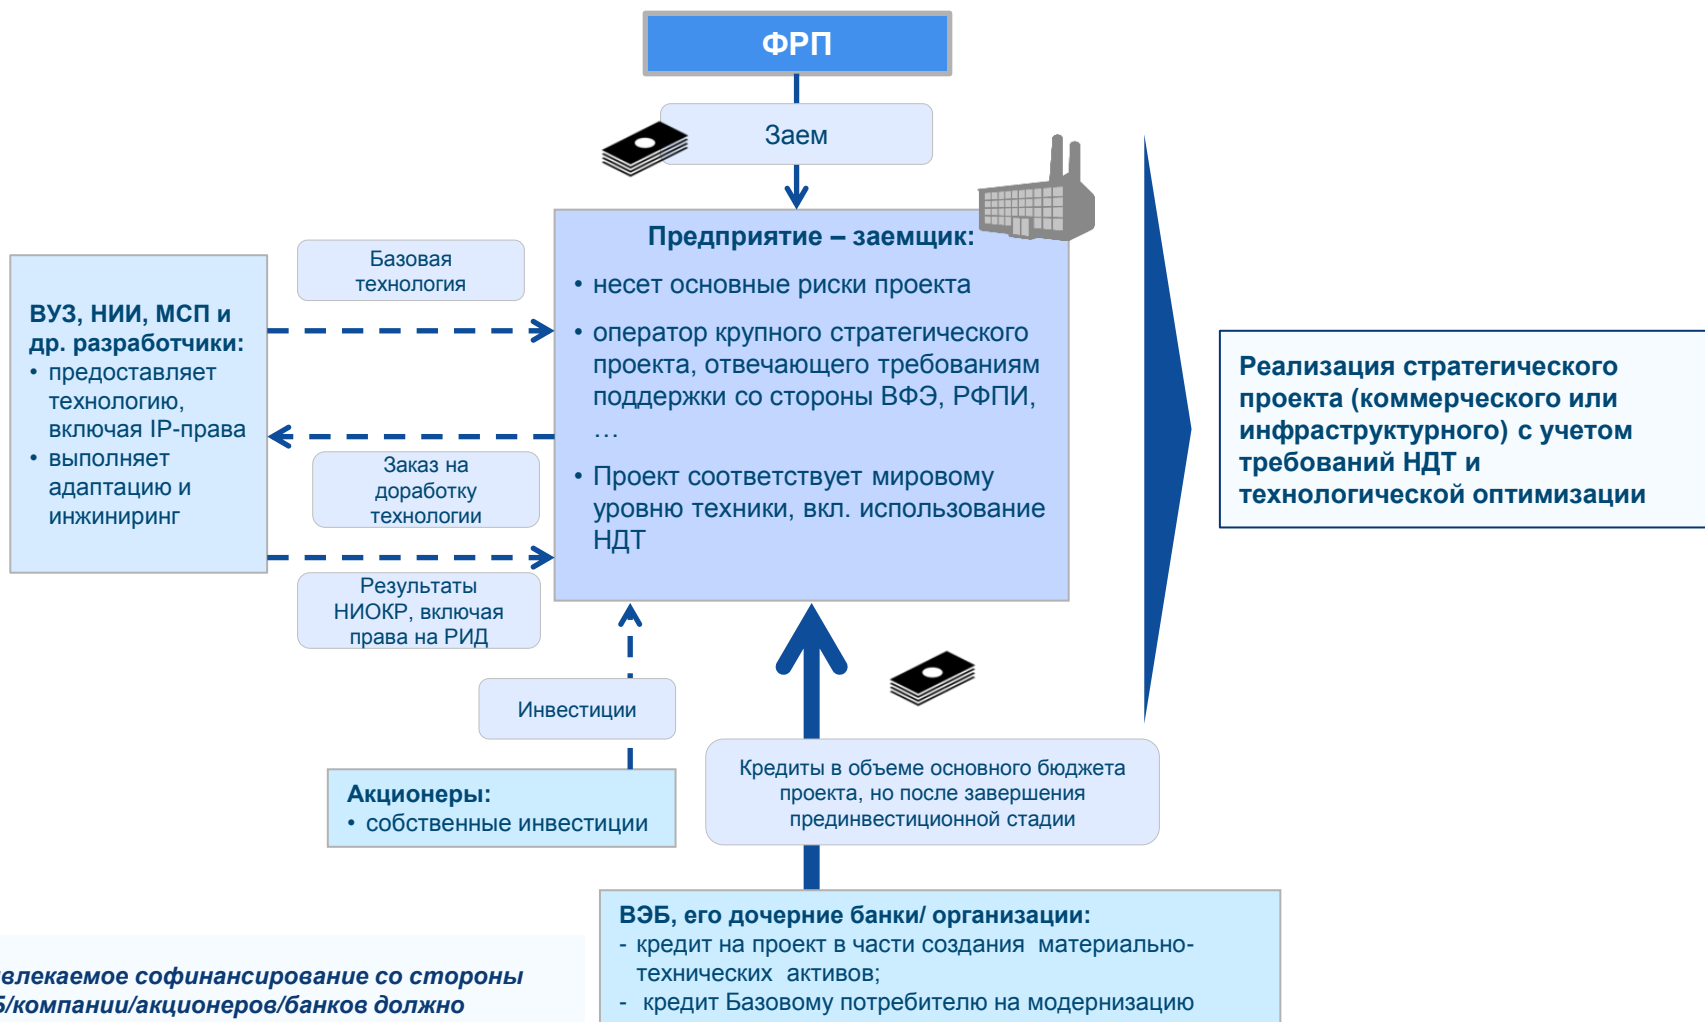 ФРП
Заем
Предприятие – заемщик:
• несет основные риски проекта
• оператор крупного стратегического
проекта, отвечающего требованиям
поддержки со стороны ВФЭ, РФПИ,
…
• Проект соответствует мировому
уровню техники, вкл. использование
НДТ
Базовая
технология
ВУЗ, НИИ, МСП и
др. разработчики:
• предоставляет
технологию,
включая IP-права
• выполняет
адаптацию и
инжиниринг
Заказ на
доработку
технологии
Результаты
НИОКР, включая
права на РИД
Реализация стратегического
проекта (коммерческого или
инфраструктурного) с учетом
требований НДТ и
технологической оптимизации
Инвестиции
Акционеры:
• собственные инвестиции
Кредиты в объеме основного бюджета
проекта, но после завершения
прединвестиционной стадии
ВЭБ, его дочерние банки/ организации:
- кредит на проект в части создания материально-
технических активов;
- кредит Базовому потребителю на модернизацию
софинансирование со стороны
/компании/акционеров/банков должно